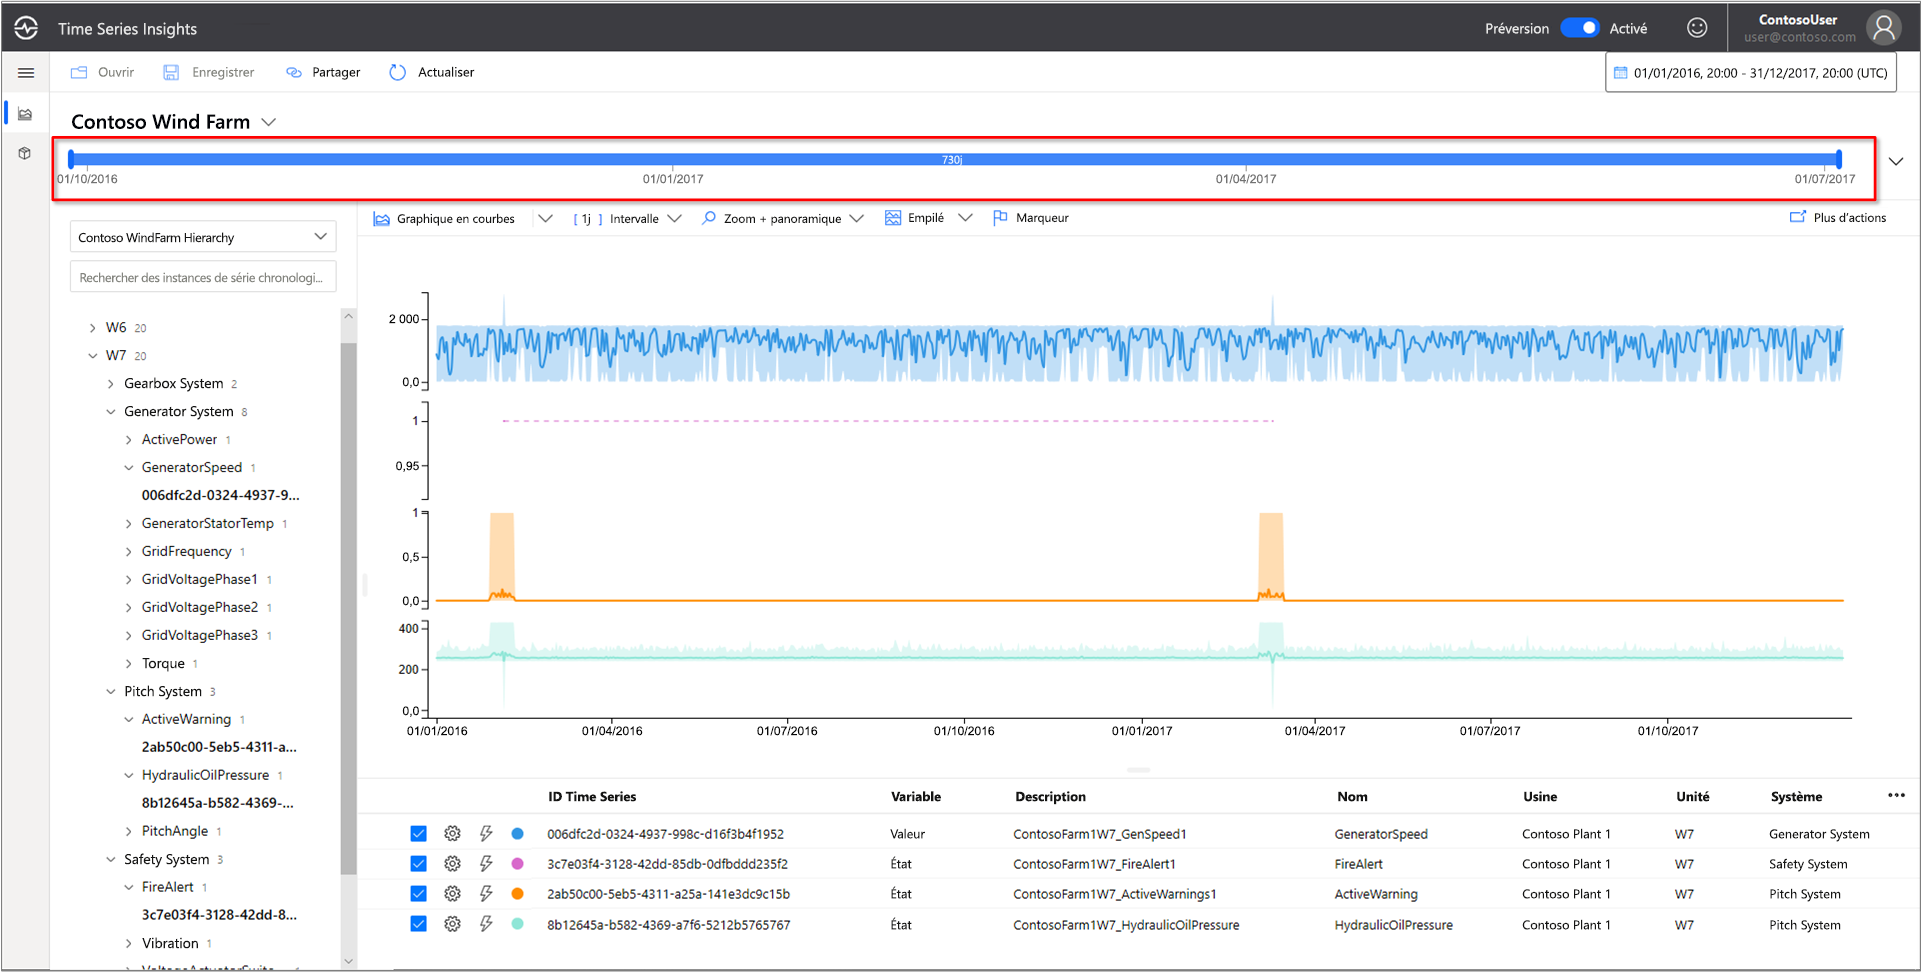 Time Series Insights
Préversion Activé
ContosoUser
user@contoso.com
Ouvrir Enregistrer Partager Actualiser
01/01/2016, 20:00 - 31/12/2017, 20:00 (UTC)
Contoso Wind Farm
730j
01/10/2016 01/01/2017 01/04/2017 01/07/2017
Graphique en courbes [ 1j ] Intervalle Zoom + panoramique Empilé Marqueur Plus d'actions
Contoso WindFarm Hierarchy
Rechercher des instances de série chronologi...
W6 20
W7 20
Gearbox System 2
Generator System 8
ActivePower 1
GeneratorSpeed 1
006dfc2d-0324-4937-9...
GeneratorStatorTemp 1
GridFrequency 1
GridVoltagePhase1 1
GridVoltagePhase2 1
GridVoltagePhase3 1
Torque 1
Pitch System 3
ActiveWarning 1
2ab50c00-5eb5-4311-a...
HydraulicOilPressure 1
8b12645a-b582-4369-...
PitchAngle 1
Safety System 3
FireAlert 1
3c7e03f4-3128-42dd-8...
Vibration 1
2 000
0,0
1
0,95
1
0,5
0,0
400
200
0,0
01/01/2016 01/04/2016 01/07/2016 01/10/2016 01/01/2017 01/04/2017 01/07/2017 01/10/2017
ID Time Series Variable Description Nom Usine Unité Système
006dfc2d-0324-4937-998c-d16f3b4f1952 Valeur ContosoFarm1W7_GenSpeed1 GeneratorSpeed Contoso Plant 1 W7 Generator System
3c7e03f4-3128-42dd-85db-0dfbddd235f2 État ContosoFarm1W7_FireAlert1 FireAlert Contoso Plant 1 W7 Safety System
2ab50c00-5eb5-4311-a25a-141e3dc9c15b État ContosoFarm1W7_ActiveWarnings1 ActiveWarning Contoso Plant 1 W7 Pitch System
8b12645a-b582-4369-a7f6-5212b5765767 État ContosoFarm1W7_HydraulicOilPressure HydraulicOilPressure Contoso Plant 1 W7 Pitch System